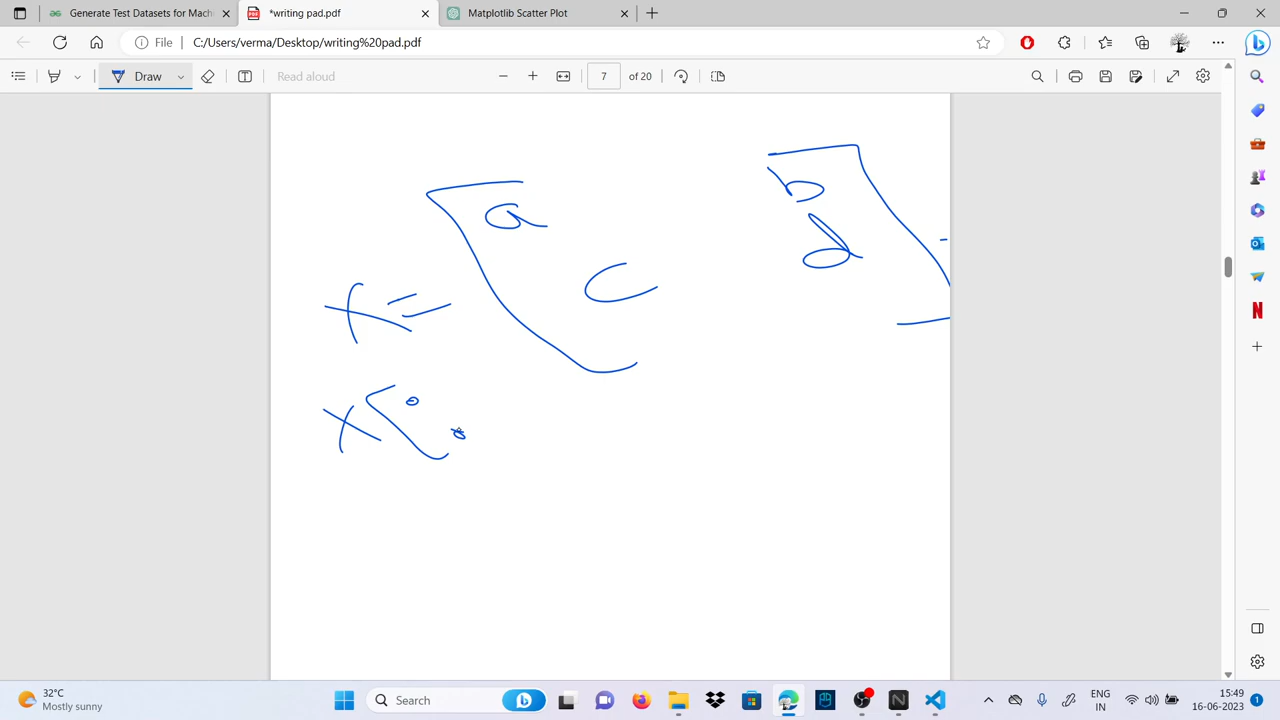 Generate Test Datasets for Mach
*writing pad.pdf
Matplotlib Scatter Plot
File
C:/Users/verma/Desktop/writing%20pad.pdf
Draw
Read aloud
7 of 20
a b
c d
x =
x[
32°C
Mostly sunny
Search
ENG
IN
15:49
16-06-2023
1